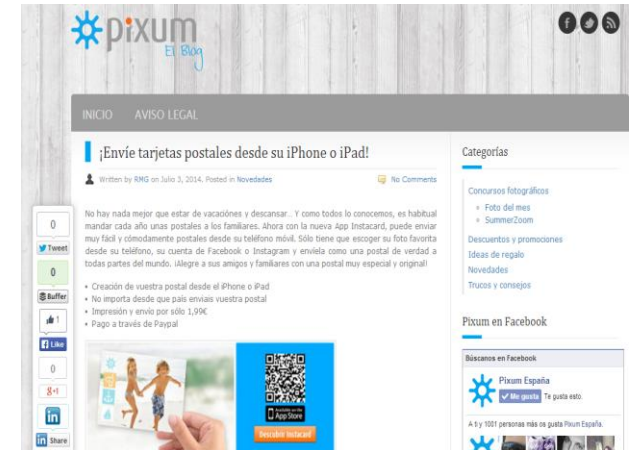 pixum
El Blog
INICIO AVISO LEGAL
¡Envíe tarjetas postales desde su iPhone o iPad!
Written by RMG on Julio 3, 2014. Posted in Novedades
No Comments
No hay nada mejor que estar de vacaciónes y descansar... Y como todos lo conocemos, es habitual
mandar cada año unas postales a los familiares. Ahora con la nueva App Instacard, puede enviar
muy fácil y cómodamente postales desde su teléfono móvil. Sólo tiene que escoger su foto favorita
desde su teléfono, su cuenta de Facebook o Instagram y envíela como una postal de verdad a
todas partes del mundo. ¡Alegre a sus amigos y familiares con una postal muy especial y original!
Creación de vuestra postal desde el iPhone o iPad
No importa desde que país enviais vuestra postal
Impresión y envío por sólo 1,99€
Pago a través de Paypal
App Store
Descubrir Instacard
0
Tweet
0
Buffer
1
Like
0
g+1
in
in Share
Categorías
Concursos fotográficos
Foto del mes
SummerZoom
Descuentos y promociones
Ideas de regalo
Novedades
Trucos y consejos
Pixum en Facebook
Búscanos en Facebook
Pixum España
Me gusta Te gusta esto.
A ti y 1001 personas más os gusta Pixum España.